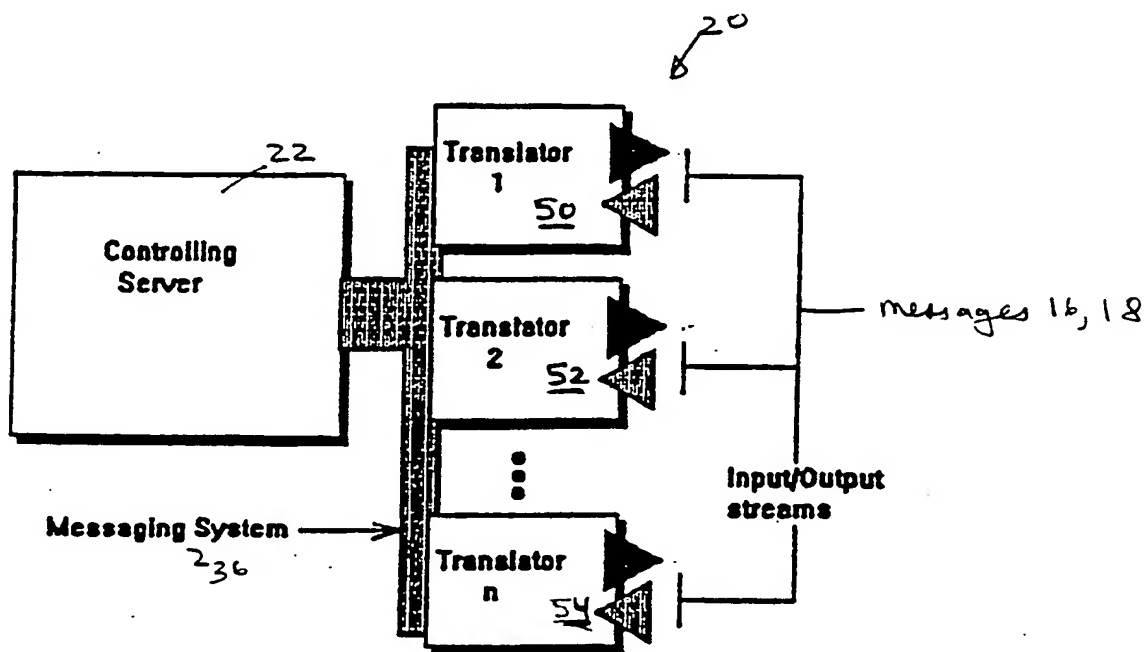 20
22
Controlling
Server
Translator
1
50
Translator
2
52
messages 16, 18
Input/Output
streams
Messaging System
236
Translator
n
54